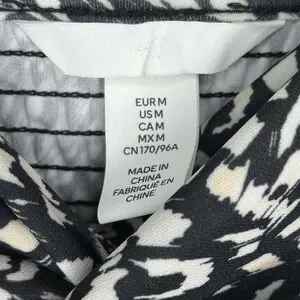 EUR M
US M
CA M
MX M
CN 170/96A
MADE IN
CHINA
FABRIQUÉ EN
CHINE